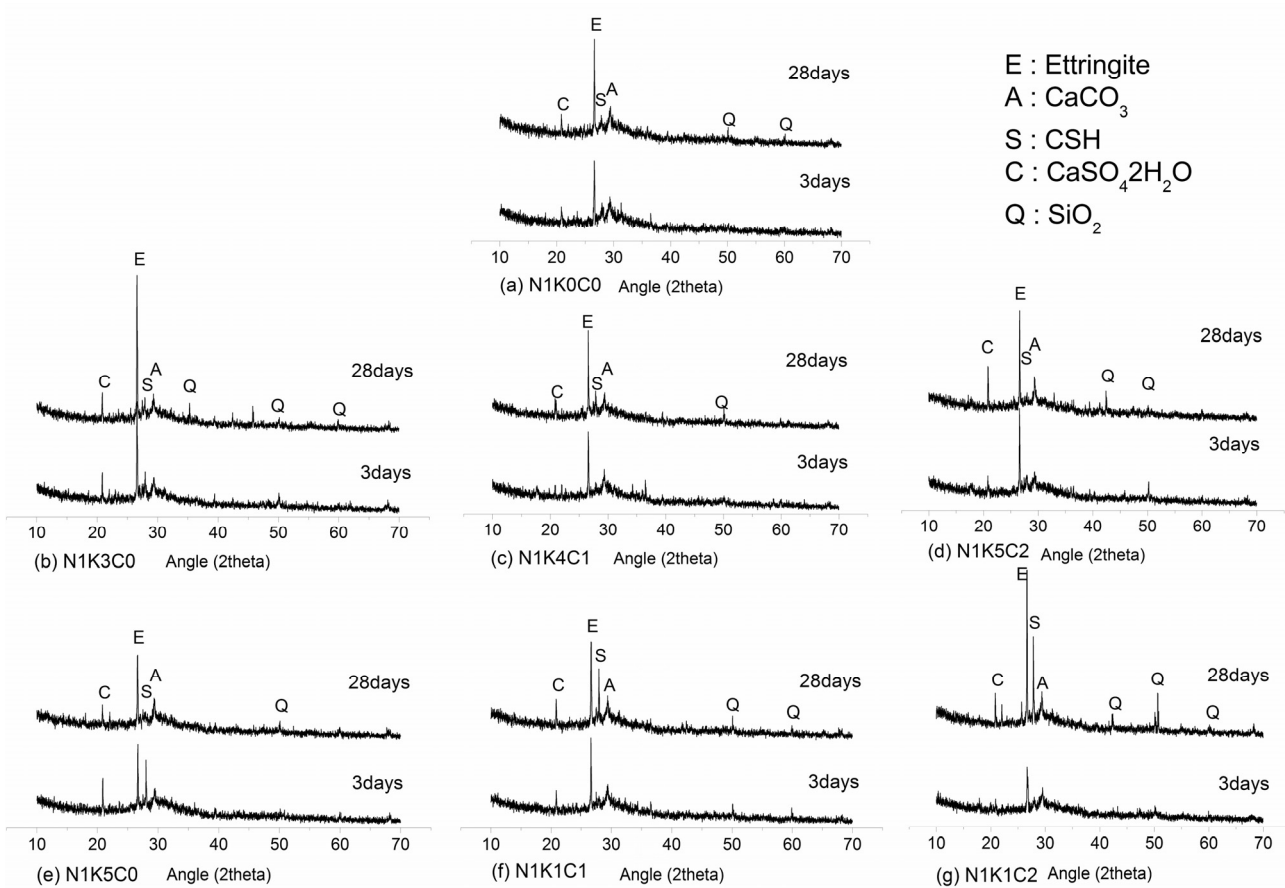 E
28days
S
A
C
Q
Q
3days
10 20 30 40 50 60 70
(a) N1K0C0 Angle (2theta)
E : Ettringite
A : CaCO₃
S : CSH
C : CaSO₄2H₂O
Q : SiO₂
E
28days
C
S
A
Q
Q
Q
3days
10 20 30 40 50 60 70
(b) N1K3C0 Angle (2theta)
E
28days
C
S
A
Q
3days
10 20 30 40 50 60 70
(c) N1K4C1 Angle (2theta)
E
28days
C
S
A
Q
Q
3days
10 20 30 40 50 60 70
(d) N1K5C2 Angle (2theta)
E
28days
C
S
A
Q
3days
10 20 30 40 50 60 70
(e) N1K5C0 Angle (2theta)
E
S
28days
C
A
Q
Q
3days
10 20 30 40 50 60 70
(f) N1K1C1 Angle (2theta)
E
S
28days
C
A
Q
Q
Q
3days
10 20 30 40 50 60 70
(g) N1K1C2 Angle (2theta)